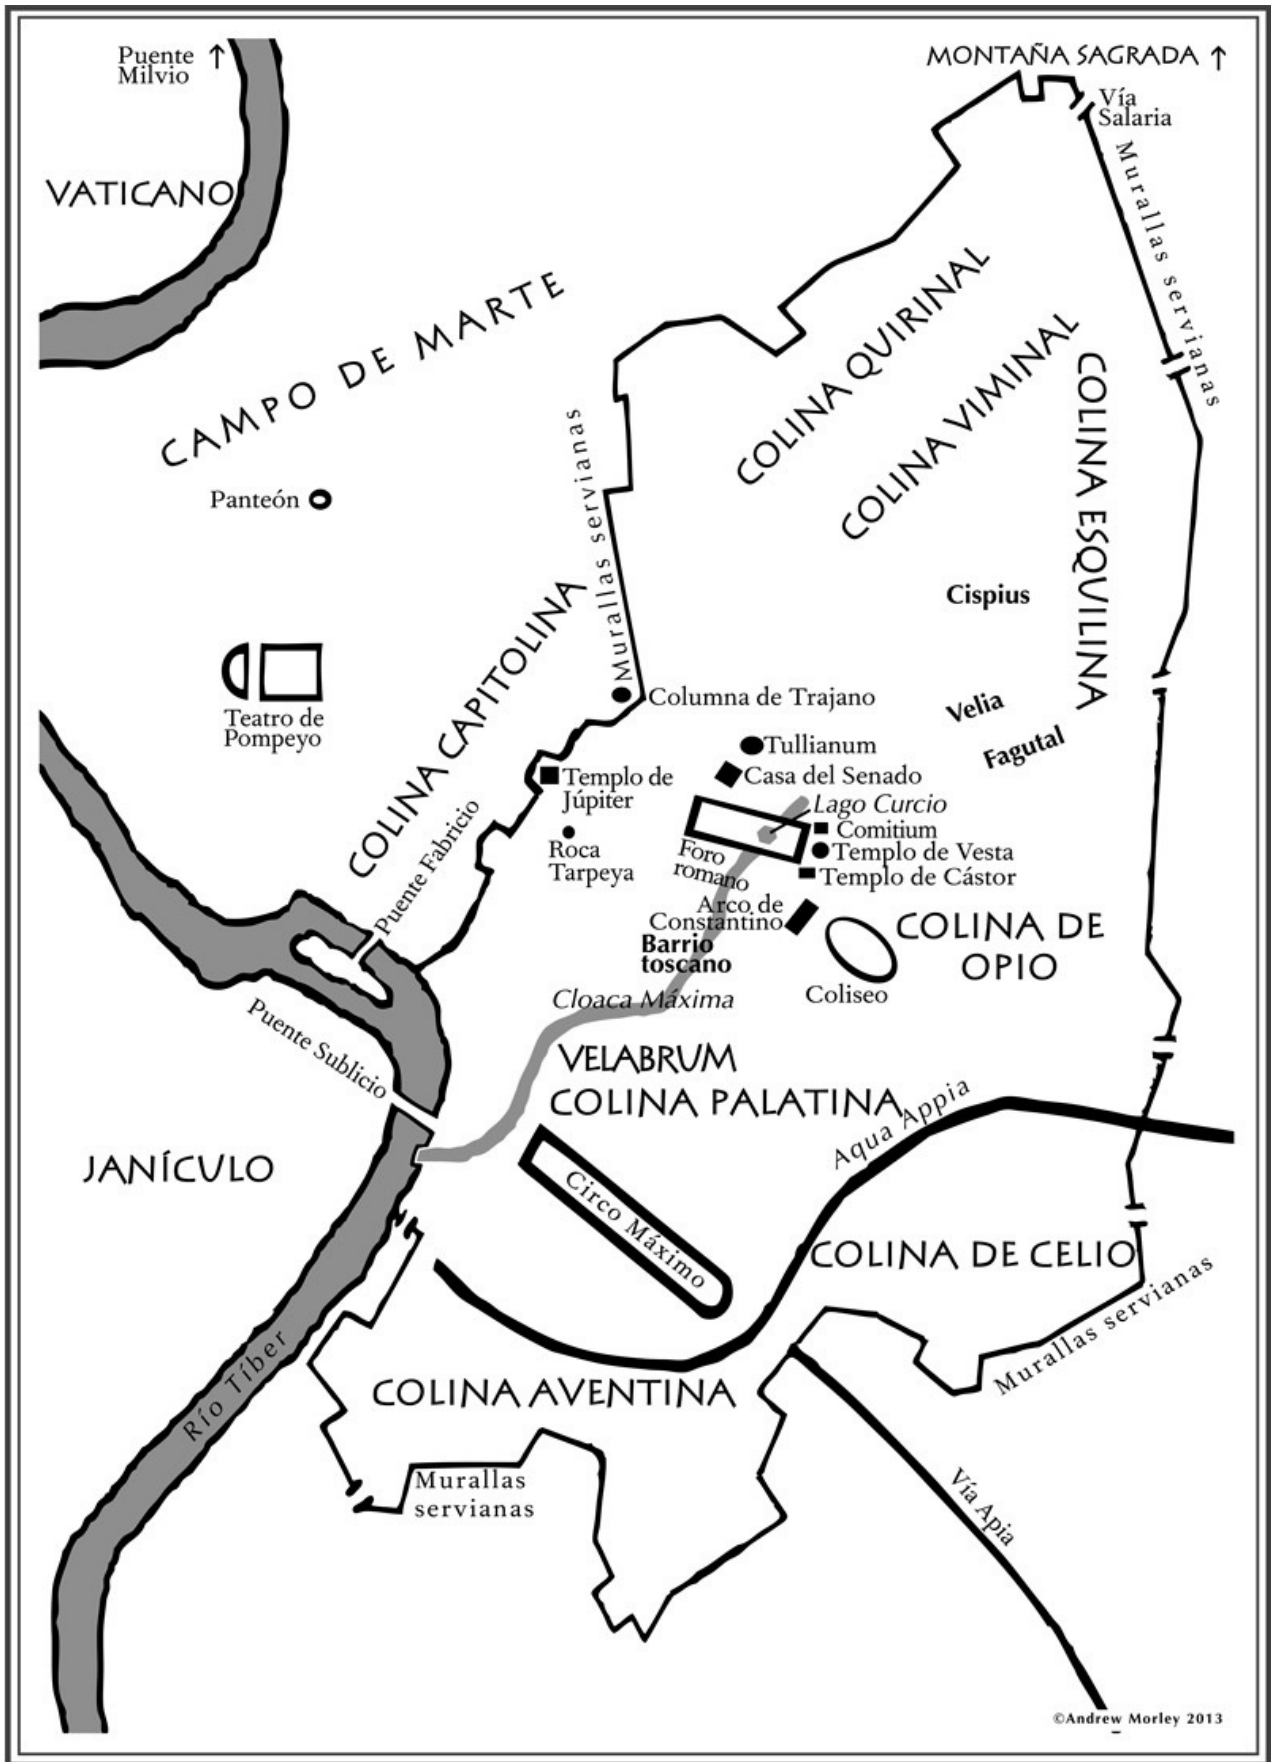 Puente ↑
Milvio
MONTAÑA SAGRADA ↑
Vía
Salaria
Murallas servianas
VATICANO
CAMPO DE MARTE
COLINA QUIRINAL
COLINA VIMINAL
COLINA ESQUILINA
Murallas servianas
Panteón
Cispius
COLINA CAPITOLINA
Teatro de
Pompeyo
Columna de Trajano
Velia
Fagutal
Tullianum
Casa del Senado
Templo de
Júpiter
Lago Curcio
Comitium
Roca
Tarpeya
Foro
romano
Templo de Vesta
Templo de Cástor
Puente Fabricio
Arco de
Constantino
Barrio
toscano
COLINA DE
OPIO
Coliseo
Cloaca Máxima
Puente Sublicio
VELABRUM
COLINA PALATINA
Aqua Appia
JANÍCULO
Circo Máximo
COLINA DE CELIO
Murallas servianas
Río Tíber
COLINA AVENTINA
Murallas
servianas
Vía Apia
©Andrew Morley 2013